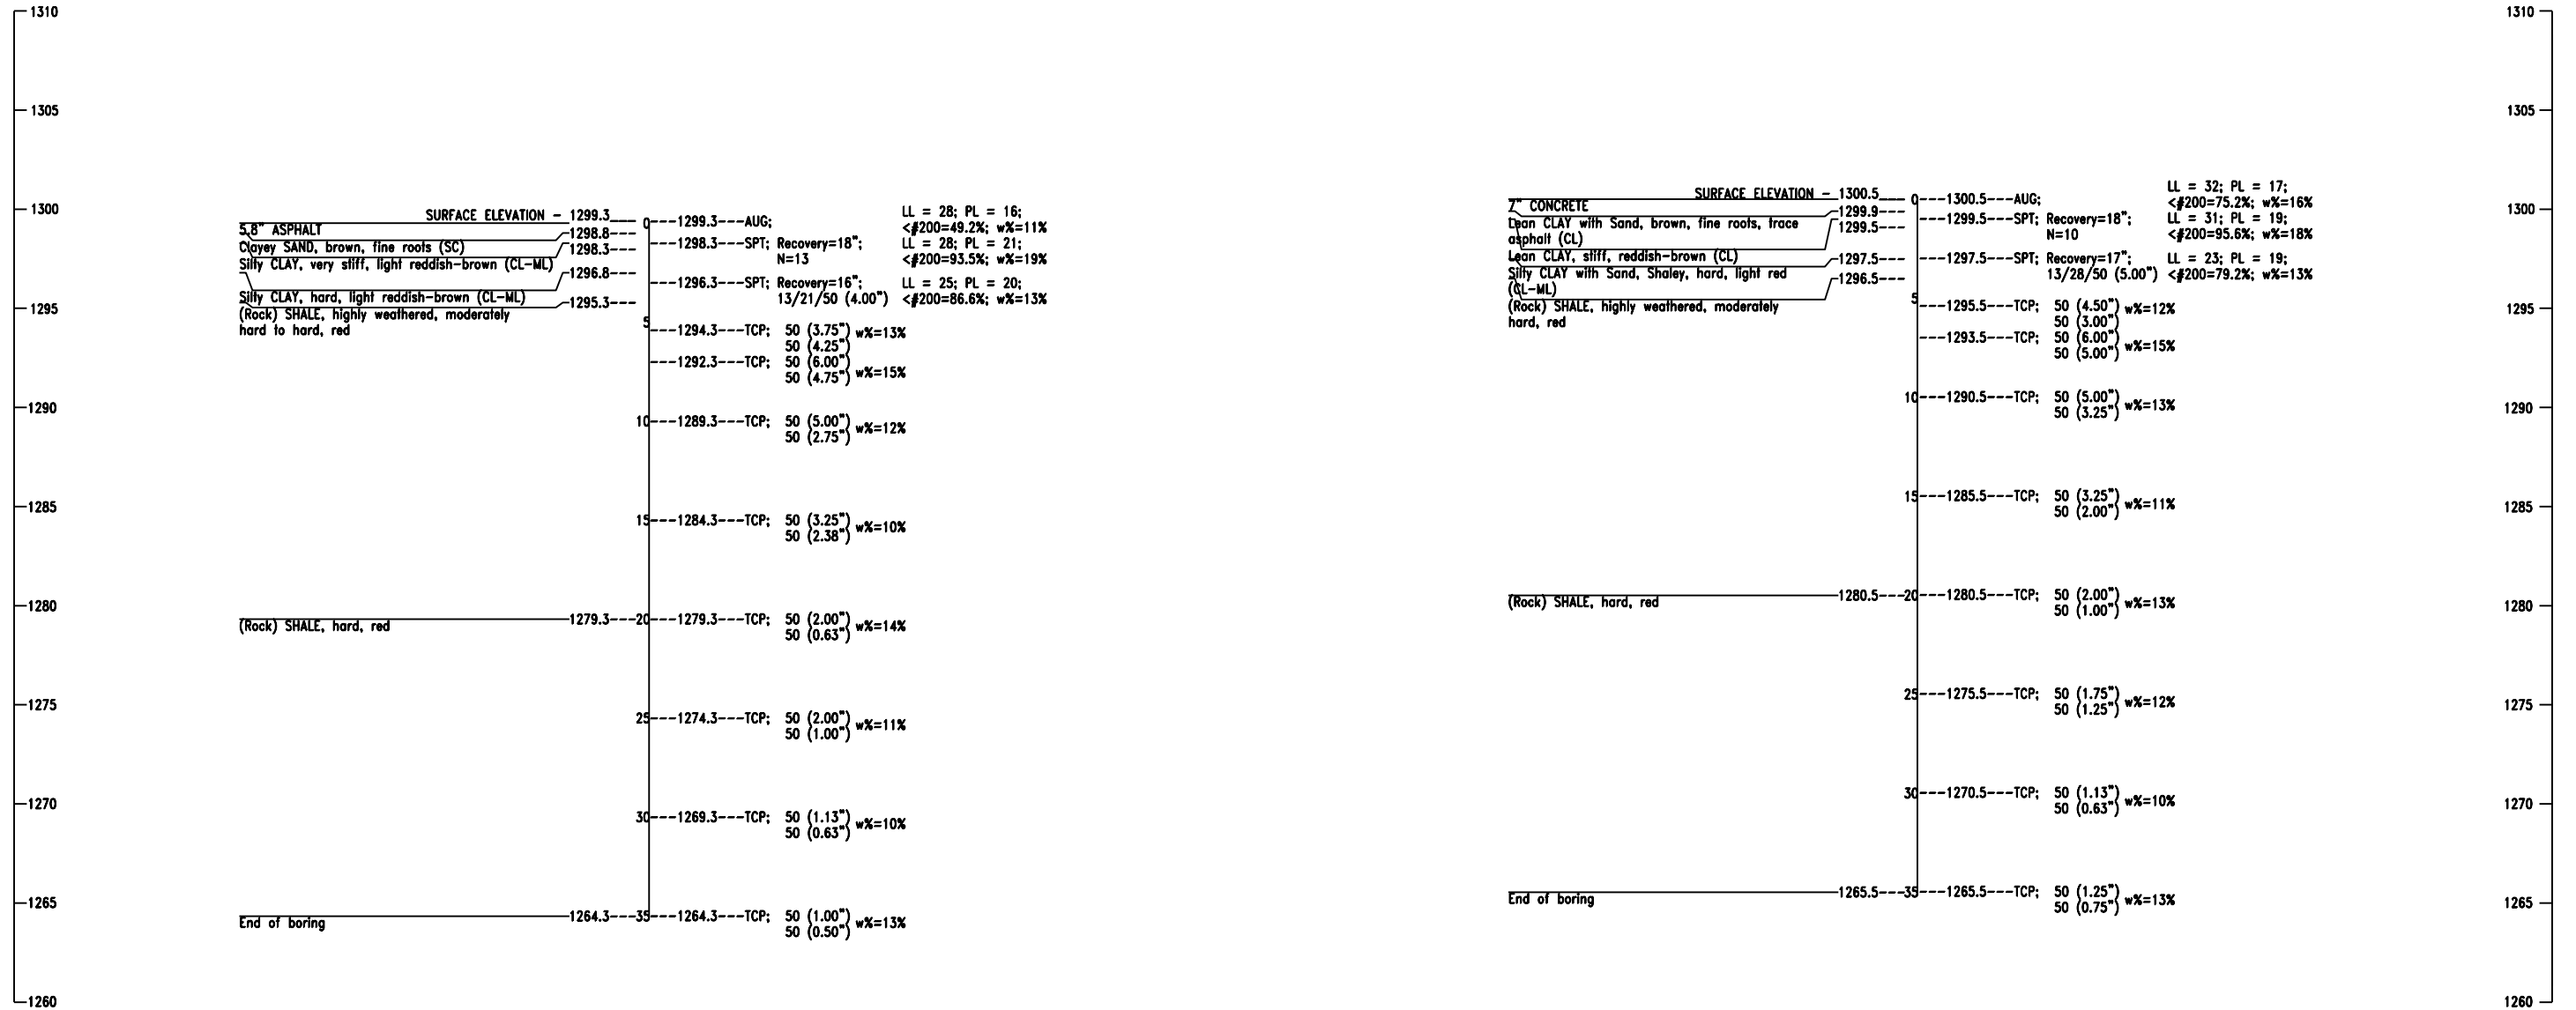 1310
1305
1300
1295
1290
1285
1280
1275
1270
1265
1260
SURFACE ELEVATION - 1299.3
5.8" ASPHALT
1298.8
Clayey SAND, brown, fine roots (SC)
1298.3
Silty CLAY, very stiff, light reddish-brown (CL-ML)
1296.8
Silty CLAY, hard, light reddish-brown (CL-ML)
1295.3
(Rock) SHALE, highly weathered, moderately
hard to hard, red
(Rock) SHALE, hard, red
1279.3---20
End of boring
1264.3---35
0---1299.3---AUG;
LL = 28; PL = 16;
<#200=49.2%; w%=11%
---1298.3---SPT; Recovery=18";
N=13
LL = 28; PL = 21;
<#200=93.5%; w%=19%
---1296.3---SPT; Recovery=16";
13/21/50 (4.00")
LL = 25; PL = 20;
<#200=86.6%; w%=13%
5
---1294.3---TCP; 50 (3.75")
50 (4.25")
w%=13%
---1292.3---TCP; 50 (6.00")
50 (4.75")
w%=15%
10---1289.3---TCP; 50 (5.00")
50 (2.75")
w%=12%
15---1284.3---TCP; 50 (3.25")
50 (2.38")
w%=10%
---1279.3---TCP; 50 (2.00")
50 (0.63")
w%=14%
25---1274.3---TCP; 50 (2.00")
50 (1.00")
w%=11%
30---1269.3---TCP; 50 (1.13")
50 (0.63")
w%=10%
---1264.3---TCP; 50 (1.00")
50 (0.50")
w%=13%
SURFACE ELEVATION - 1300.5
7" CONCRETE
1299.9---
Lean CLAY with Sand, brown, fine roots, trace
asphalt (CL)
1299.5---
Lean CLAY, stiff, reddish-brown (CL)
1297.5---
Silty CLAY with Sand, Shaley, hard, light red
(CL-ML)
1296.5---
(Rock) SHALE, highly weathered, moderately
hard, red
(Rock) SHALE, hard, red
1280.5---20
End of boring
1265.5---35
0---1300.5---AUG;
LL = 32; PL = 17;
<#200=75.2%; w%=16%
---1299.5---SPT; Recovery=18";
N=10
LL = 31; PL = 19;
<#200=95.6%; w%=18%
---1297.5---SPT; Recovery=17";
13/28/50 (5.00")
LL = 23; PL = 19;
<#200=79.2%; w%=13%
5
---1295.5---TCP; 50 (4.50")
50 (3.00")
w%=12%
---1293.5---TCP; 50 (6.00")
50 (5.00")
w%=15%
10---1290.5---TCP; 50 (5.00")
50 (3.25")
w%=13%
15---1285.5---TCP; 50 (3.25")
50 (2.00")
w%=11%
---1280.5---TCP; 50 (2.00")
50 (1.00")
w%=13%
25---1275.5---TCP; 50 (1.75")
50 (1.25")
w%=12%
30---1270.5---TCP; 50 (1.13")
50 (0.63")
w%=10%
---1265.5---TCP; 50 (1.25")
50 (0.75")
w%=13%
1310
1305
1300
1295
1290
1285
1280
1275
1270
1265
1260